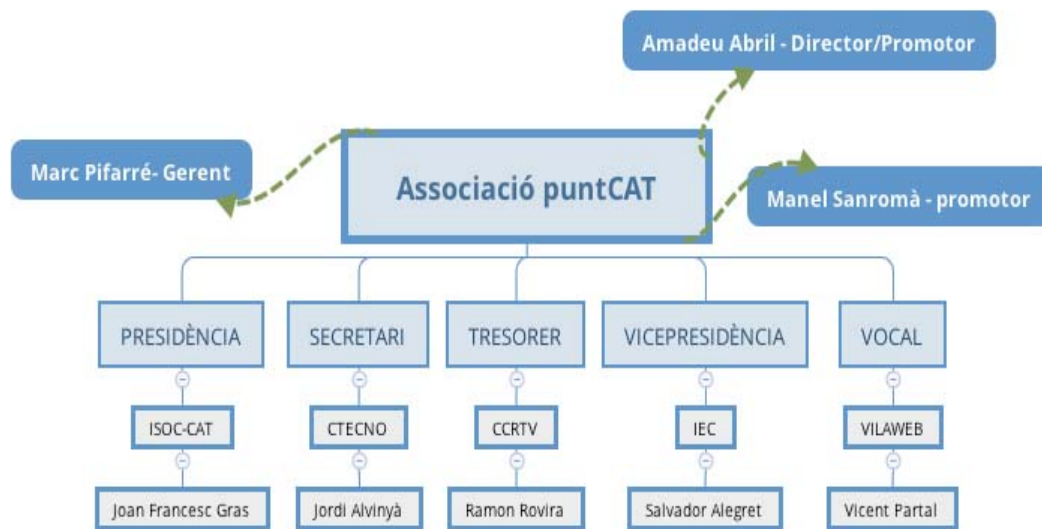 Amadeu Abril - Director/Promotor
Marc Pifarré- Gerent
Associació puntCAT
Manel Sanromà - promotor
PRESIDÈNCIA
SECRETARI
TRESORER
VICEPRESIDÈNCIA
VOCAL
ISOC-CAT
CTECNO
CCRTV
IEC
VILAWEB
Joan Francesc Gras
Jordi Alvinyà
Ramon Rovira
Salvador Alegret
Vicent Partal